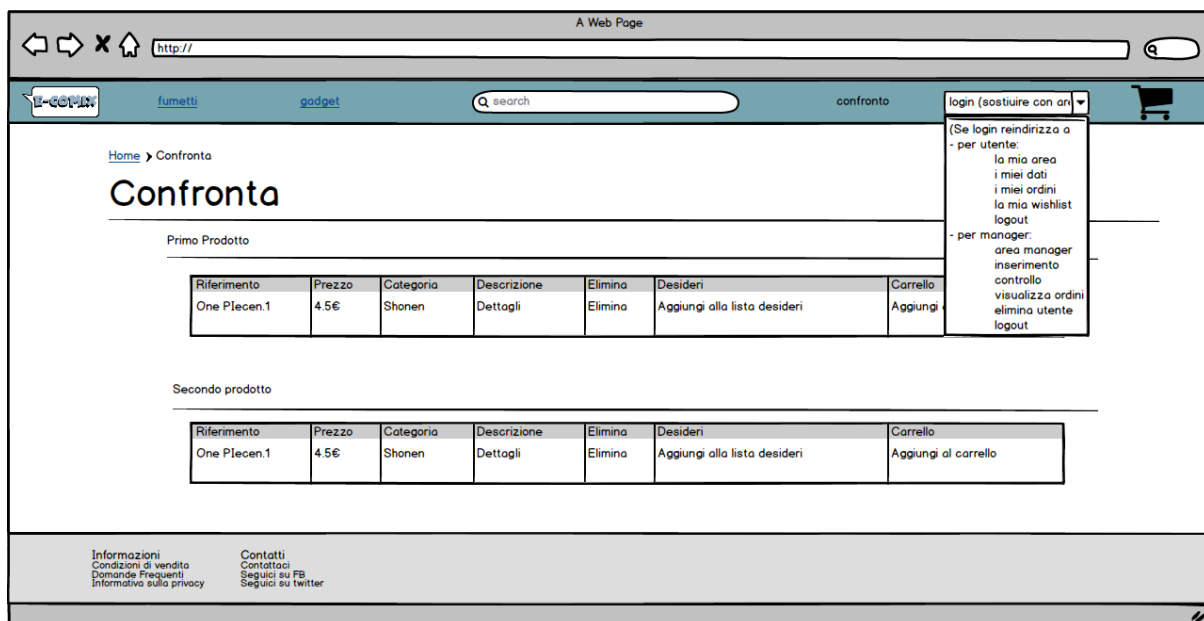 A Web Page
http://
E-COMIX
fumetti
gadget
search
confronto
login (sostiuire con are
(Se login reindirizza a
- per utente:
la mia area
i miei dati
i miei ordini
la mia wishlist
logout
- per manager:
area manager
inserimento
controllo
visualizza ordini
elimina utente
logout
Home > Confronta
Confronta
Primo Prodotto
Riferimento Prezzo Categoria Descrizione Elimina Desideri Carrello
One PIecen.1 4.5€ Shonen Dettagli Elimina Aggiungi alla lista desideri Aggiungi
Secondo prodotto
Riferimento Prezzo Categoria Descrizione Elimina Desideri Carrello
One PIecen.1 4.5€ Shonen Dettagli Elimina Aggiungi alla lista desideri Aggiungi al carrello
Informazioni
Condizioni di vendita
Domande Frequenti
Informativa sulla privacy
Contatti
Contattaci
Seguici su FB
Seguici su twitter